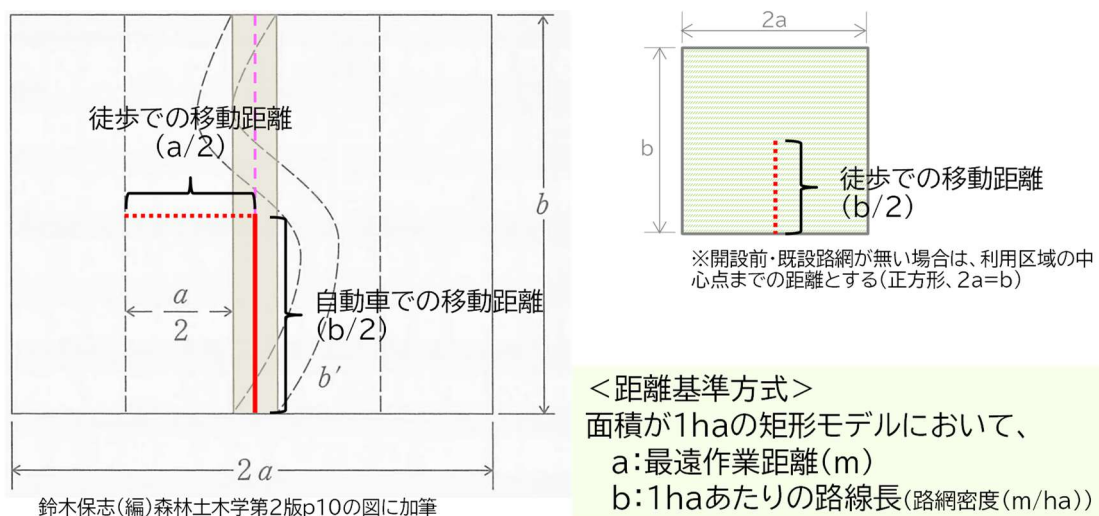 徒歩での移動距離
(a/2)
a
2
自動車での移動距離
(b/2)
b
b′
2a
鈴木保志(編)森林土木学第2版p10の図に加筆
2a
b
徒歩での移動距離
(b/2)
※開設前・既設路網が無い場合は、利用区域の中
心点までの距離とする(正方形、2a=b)
<距離基準方式>
面積が1haの矩形モデルにおいて、
a:最遠作業距離(m)
b:1haあたりの路線長(路網密度(m/ha))